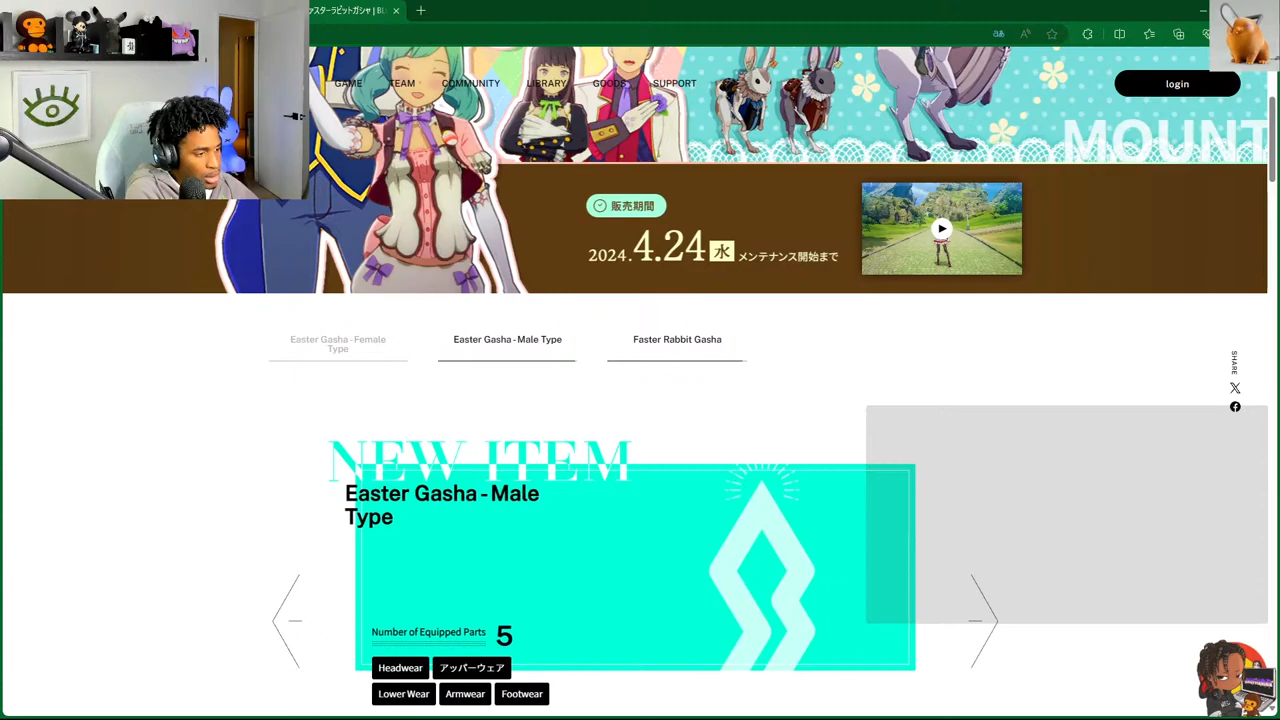 ァスターラビットガシャ | BL
GAME TEAM COMMUNITY LIBRARY GOODS SUPPORT
login
MOUNT
販売期間
2024.4.24 水 メンテナンス開始まで
Easter Gasha - Female
Type
Easter Gasha - Male Type
Faster Rabbit Gasha
SHARE
NEW ITEM
Easter Gasha - Male
Type
Number of Equipped Parts 5
Headwear アッパーウェア
Lower Wear Armwear Footwear